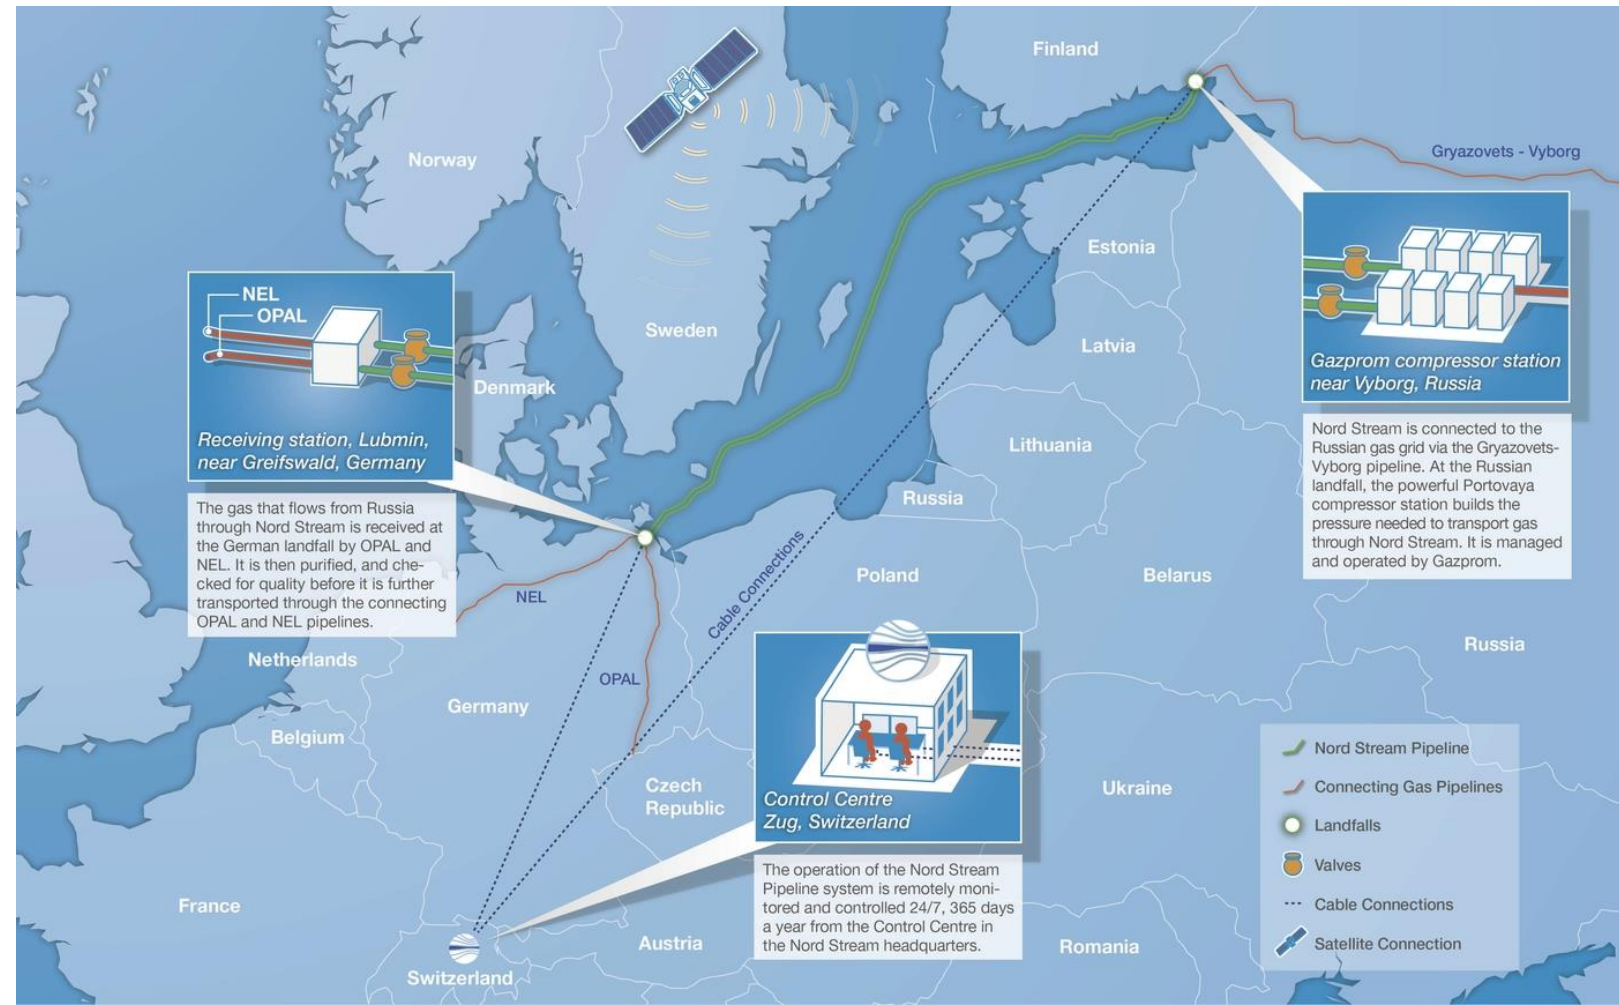 Finland
Norway
Gryazovets - Vyborg
Estonia
Sweden
Latvia
Denmark
Lithuania
Russia
Poland
Belarus
Russia
Cable Connections
NEL
OPAL
Netherlands
Germany
Belgium
Czech
Republic
Ukraine
France
Austria
Romania
Switzerland
NEL
OPAL
Receiving station, Lubmin,
near Greifswald, Germany
The gas that flows from Russia
through Nord Stream is received at
the German landfall by OPAL and
NEL. It is then purified, and che-
cked for quality before it is further
transported through the connecting
OPAL and NEL pipelines.
Gazprom compressor station
near Vyborg, Russia
Nord Stream is connected to the
Russian gas grid via the Gryazovets-
Vyborg pipeline. At the Russian
landfall, the powerful Portovaya
compressor station builds the
pressure needed to transport gas
through Nord Stream. It is managed
and operated by Gazprom.
Control Centre
Zug, Switzerland
The operation of the Nord Stream
Pipeline system is remotely moni-
tored and controlled 24/7, 365 days
a year from the Control Centre in
the Nord Stream headquarters.
Nord Stream Pipeline
Connecting Gas Pipelines
Landfalls
Valves
Cable Connections
Satellite Connection